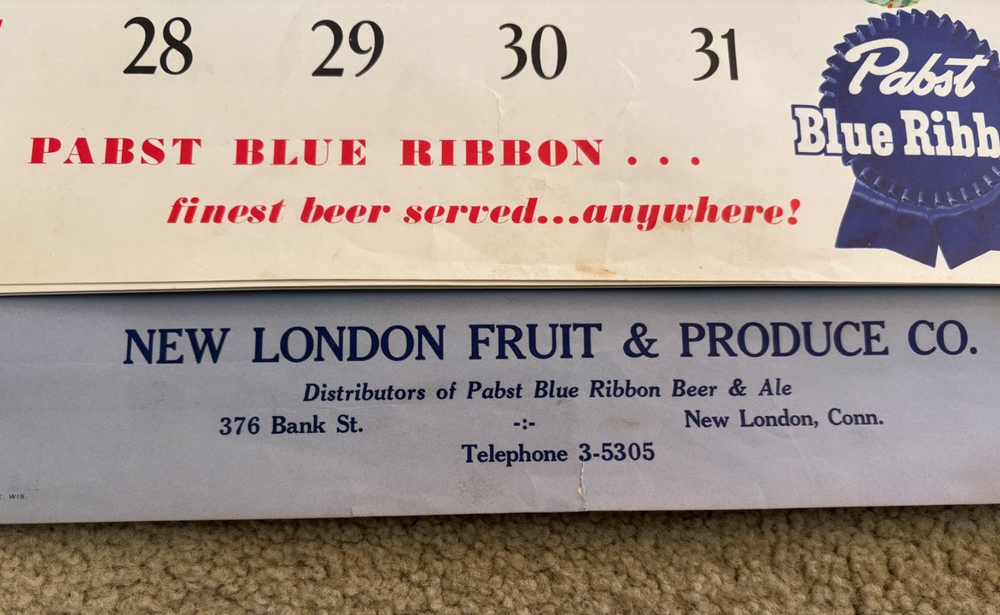 28 29 30 31
Pabst
Blue Ribb
PABST BLUE RIBBON . . .
finest beer served...anywhere!
NEW LONDON FRUIT & PRODUCE CO.
Distributors of Pabst Blue Ribbon Beer & Ale
376 Bank St. -:- New London, Conn.
Telephone 3-5305
WIS.